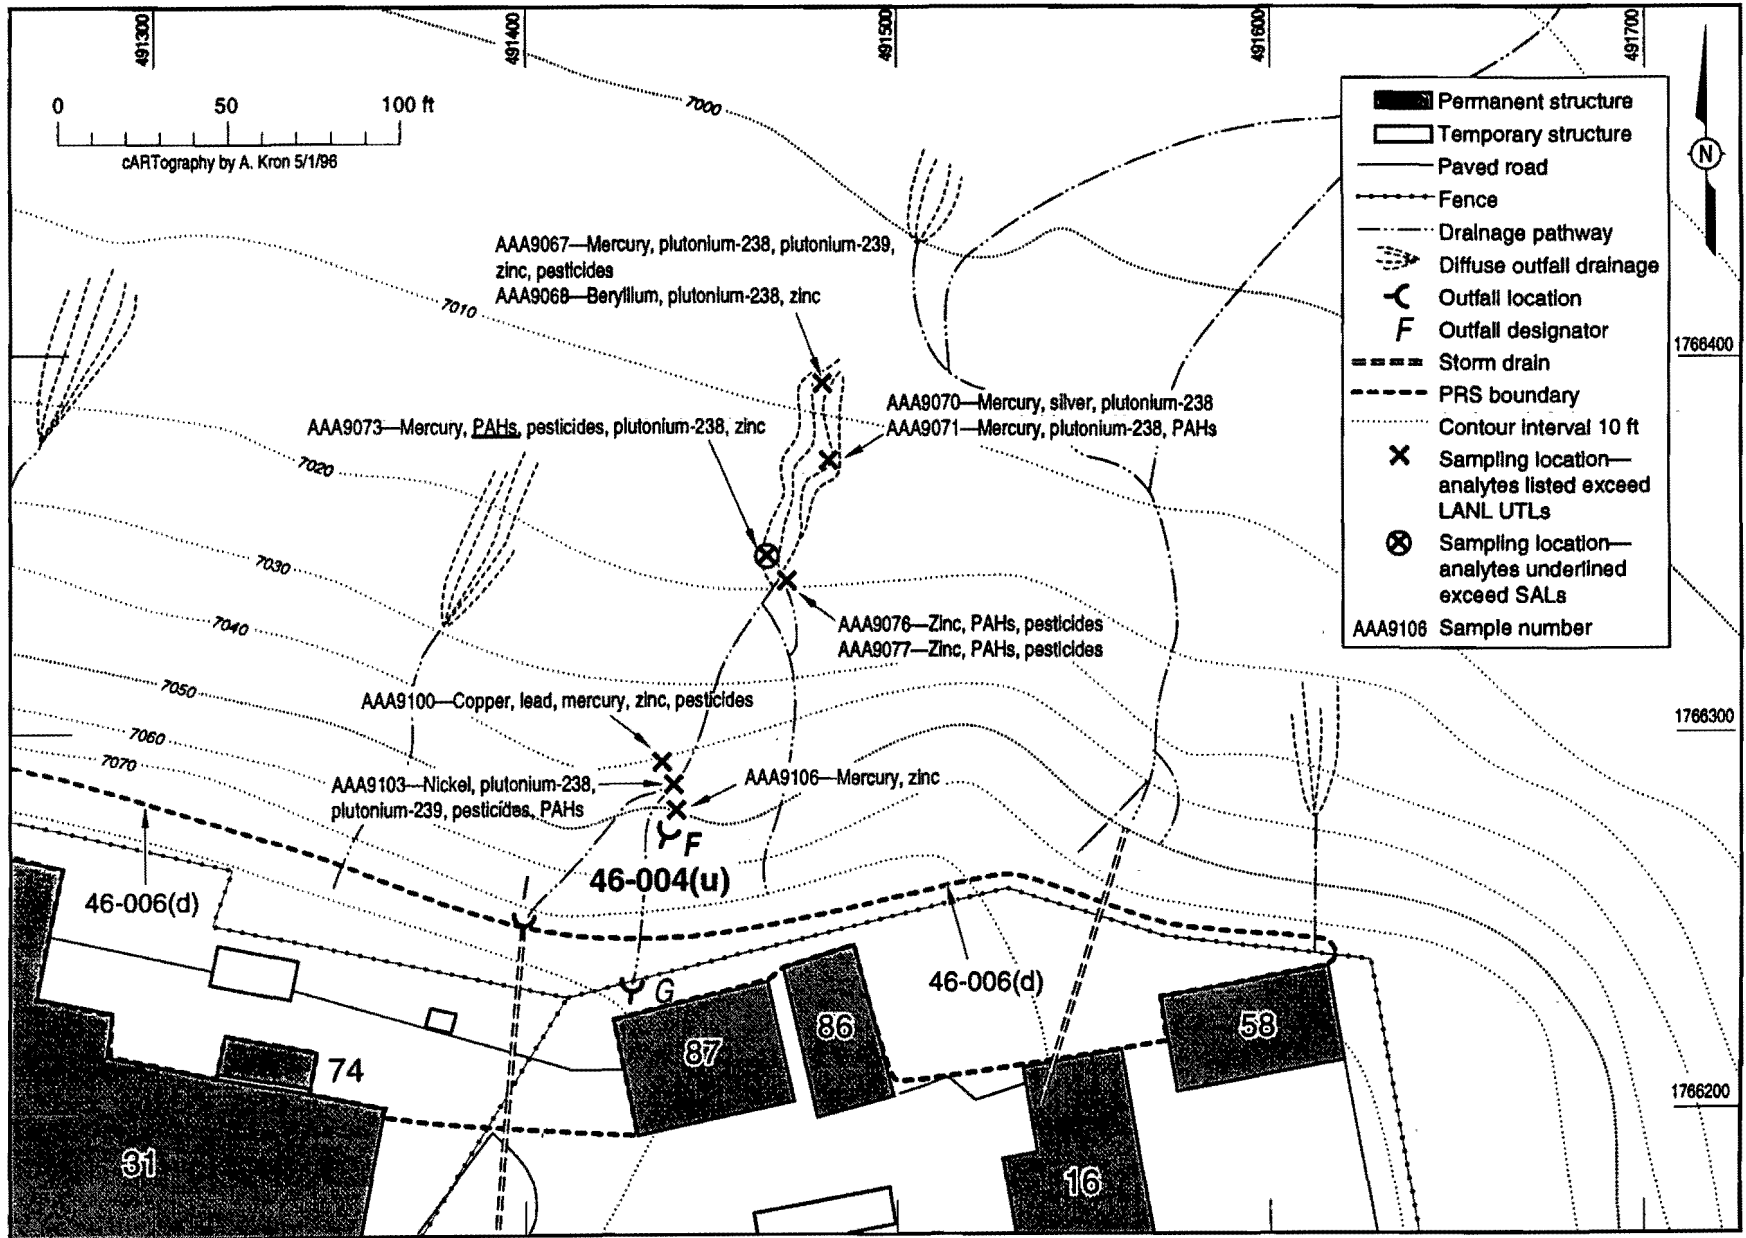 491300
491400
491500
491600
491700
0 50 100 ft
cARTography by A. Kron 5/1/96
7000
Permanent structure
Temporary structure
Paved road
Fence
Drainage pathway
Diffuse outfall drainage
Outfall location
F Outfall designator
Storm drain
PRS boundary
Contour interval 10 ft
Sampling location—
analytes listed exceed
LANL UTLs
Sampling location—
analytes underlined
exceed SALs
AAA9106 Sample number
N
AAA9067—Mercury, plutonium-238, plutonium-239,
zinc, pesticides
AAA9068—Beryllium, plutonium-238, zinc
7010
1766400
AAA9070—Mercury, silver, plutonium-238
AAA9071—Mercury, plutonium-238, PAHs
AAA9073—Mercury, PAHs, pesticides, plutonium-238, zinc
7020
7030
7040
AAA9076—Zinc, PAHs, pesticides
AAA9077—Zinc, PAHs, pesticides
7050
AAA9100—Copper, lead, mercury, zinc, pesticides
1766300
7060
7070
AAA9103—Nickel, plutonium-238,
plutonium-239, pesticides, PAHs
AAA9106—Mercury, zinc
F
46-004(u)
46-006(d)
46-006(d)
G
87
86
58
74
31
16
1766200